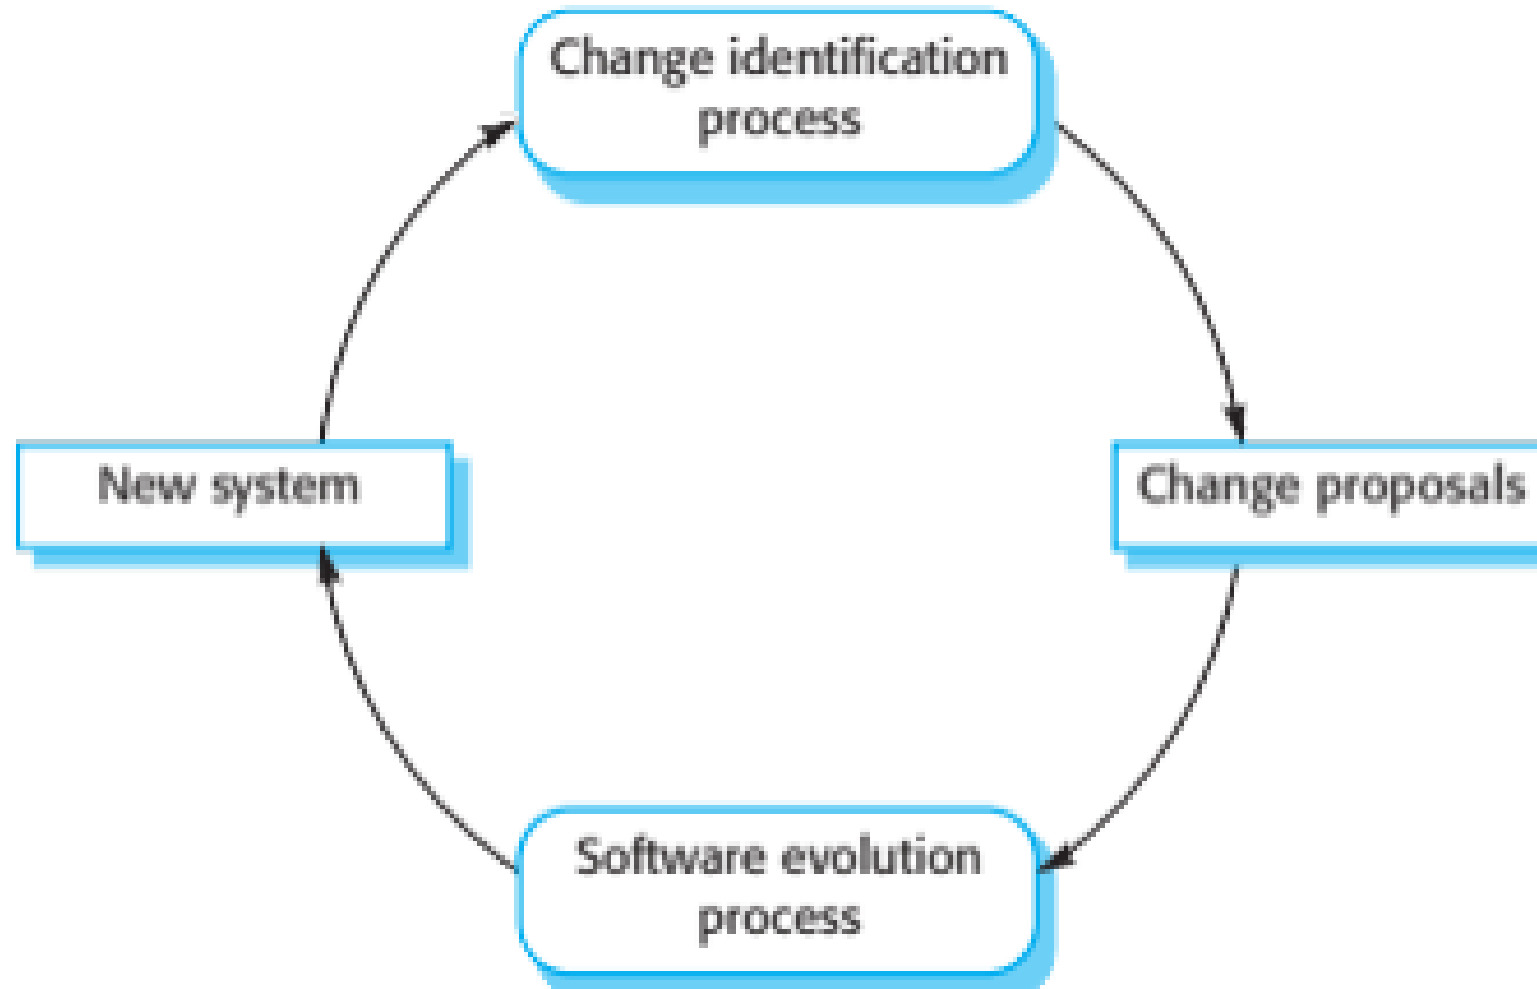 Change identification
process
New system
Change proposals
Software evolution
process